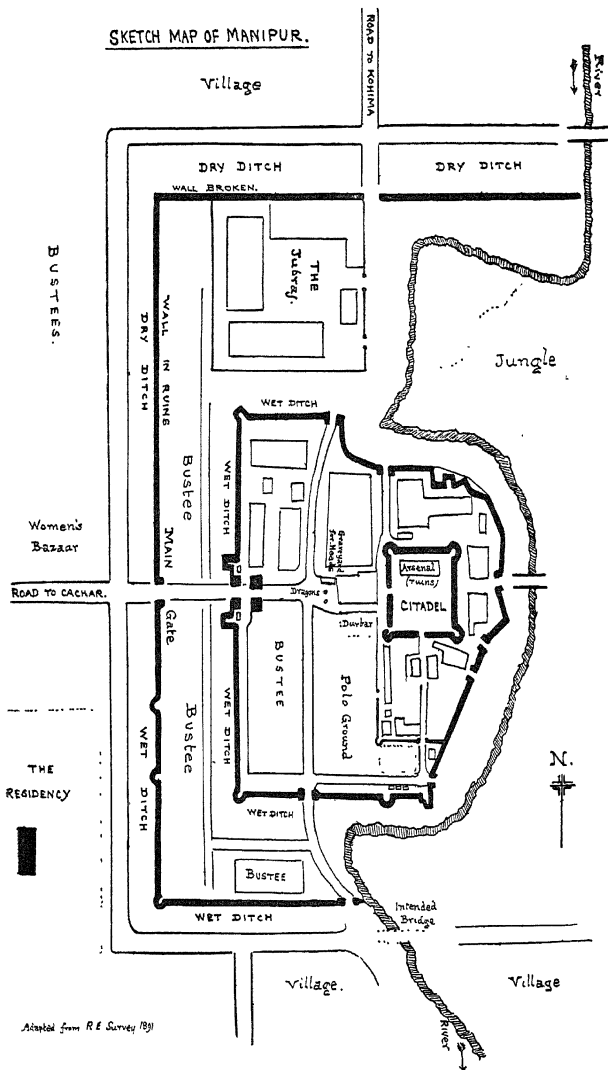 SKETCH MAP OF MANIPUR.
Village
ROAD TO KOHIMA
River
DRY DITCH
DRY DITCH
WALL BROKEN.
THE
Jubraj.
BUSTEES.
WALL IN RUINS
DRY DITCH
Jungle
WET DITCH
Bustee
WET DITCH
Women's
Bazaar
MAIN
Graveyard
for Heads
Arsenal
(ruins)
CITADEL
ROAD TO CACHAR.
Dragons
Durbar
Gate
BUSTEE
Polo Ground
Bustee
WET DITCH
WET DITCH
THE
RESIDENCY
N.
WET DITCH
BUSTEE
WET DITCH
Intended
Bridge
Village.
Village
River
Adapted from R E Survey 1891